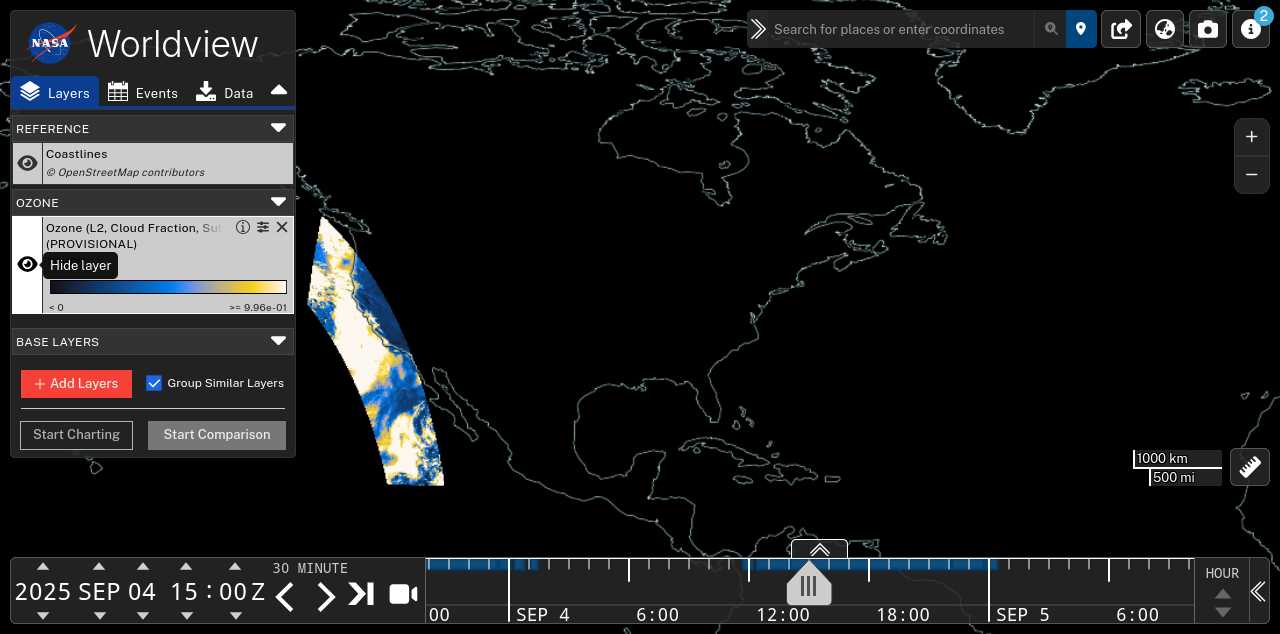 NASA Worldview
Search for places or enter coordinates
2
Layers
Events
Data
REFERENCE
Coastlines
© OpenStreetMap contributors
OZONE
Ozone (L2, Cloud Fraction,
(PROVISIONAL)
Hide layer
< 0
>= 9.96e-01
BASE LAYERS
+ Add Layers
Group Similar Layers
Start Charting
Start Comparison
+
−
1000 km
500 mi
2025 SEP 04 15:00Z
30 MINUTE
00
SEP 4
6:00
12:00
18:00
SEP 5
6:00
HOUR